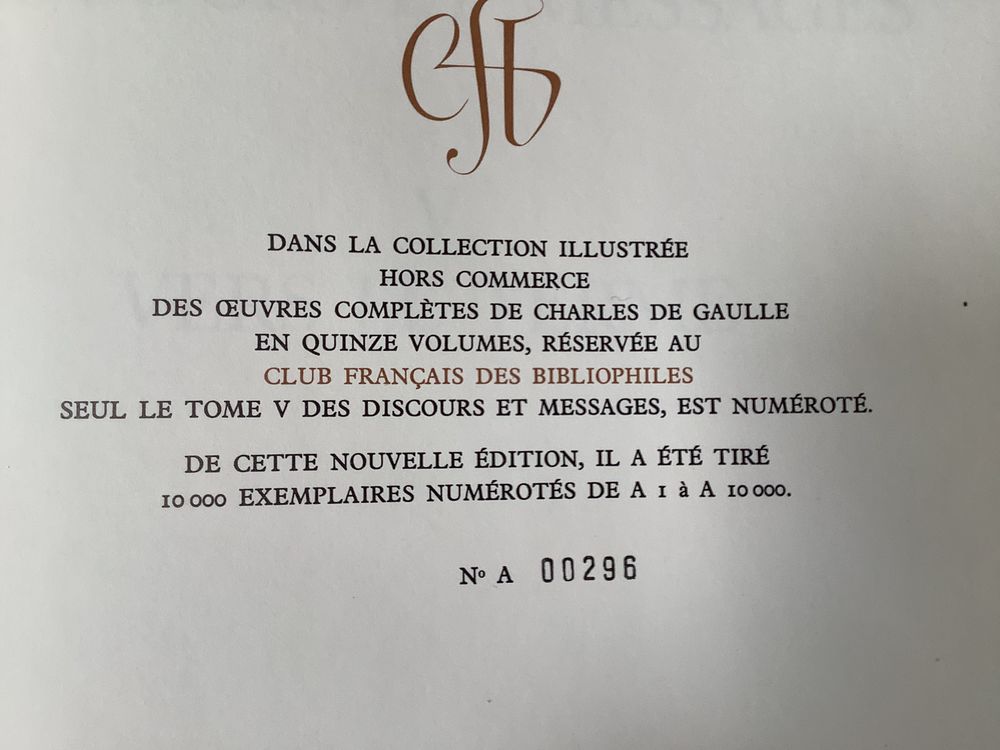 cfb
DANS LA COLLECTION ILLUSTRÉE
HORS COMMERCE
DES ŒUVRES COMPLÈTES DE CHARLES DE GAULLE
EN QUINZE VOLUMES, RÉSERVÉE AU
CLUB FRANÇAIS DES BIBLIOPHILES
SEUL LE TOME V DES DISCOURS ET MESSAGES, EST NUMÉROTÉ.
DE CETTE NOUVELLE ÉDITION, IL A ÉTÉ TIRÉ
10 000 EXEMPLAIRES NUMÉROTÉS DE A 1 à A 10 000.
Nº A 00296